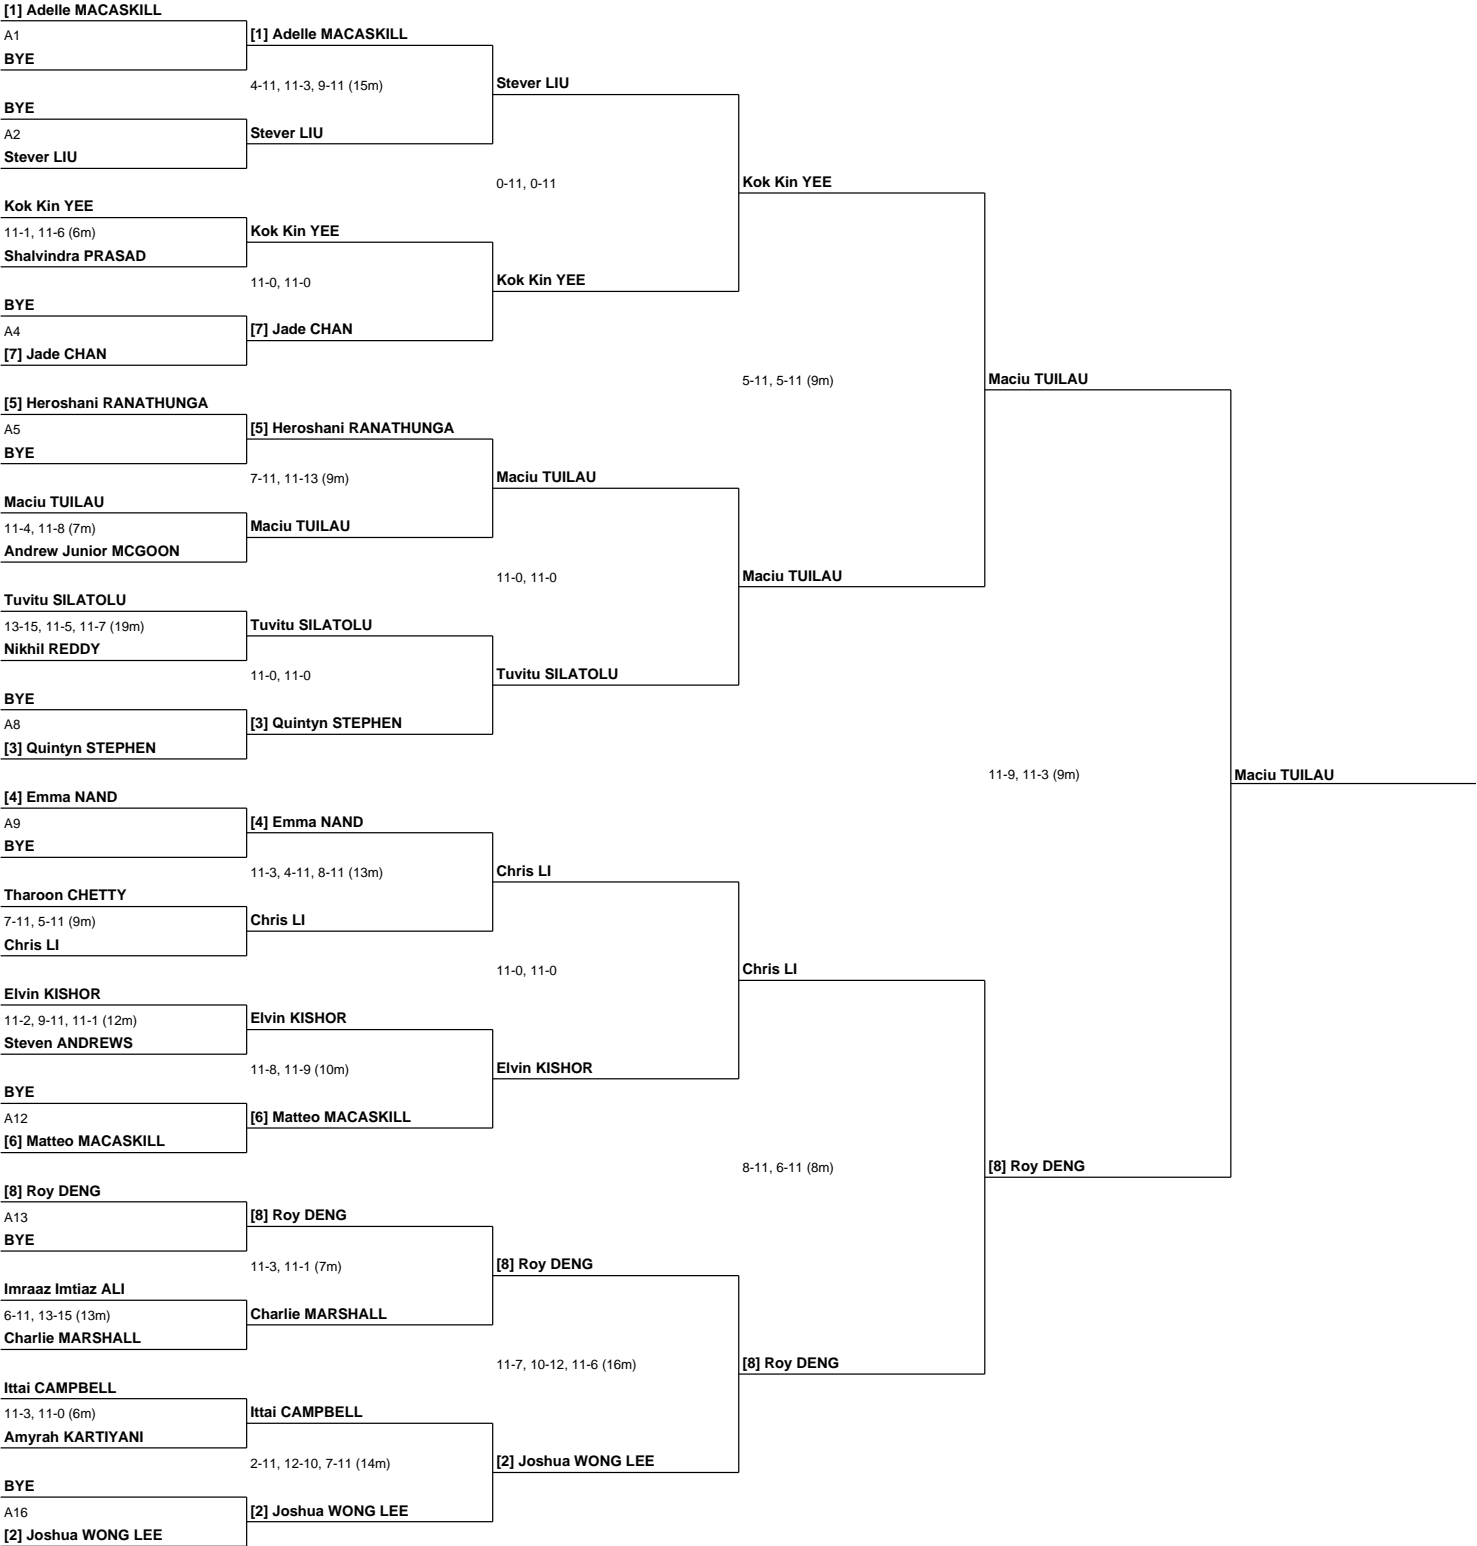 [1] Adelle MACASKILL
A1
BYE
BYE
A2
Stever LIU
Kok Kin YEE
11-1, 11-6 (6m)
Shalvindra PRASAD
BYE
A4
[7] Jade CHAN
[5] Heroshani RANATHUNGA
A5
BYE
Maciu TUILAU
11-4, 11-8 (7m)
Andrew Junior MCGOON
Tuvitu SILATOLU
13-15, 11-5, 11-7 (19m)
Nikhil REDDY
BYE
A8
[3] Quintyn STEPHEN
[4] Emma NAND
A9
BYE
Tharoon CHETTY
7-11, 5-11 (9m)
Chris LI
Elvin KISHOR
11-2, 9-11, 11-1 (12m)
Steven ANDREWS
BYE
A12
[6] Matteo MACASKILL
[8] Roy DENG
A13
BYE
Imraaz Imtiaz ALI
6-11, 13-15 (13m)
Charlie MARSHALL
Ittai CAMPBELL
11-3, 11-0 (6m)
Amyrah KARTIYANI
BYE
A16
[2] Joshua WONG LEE
[1] Adelle MACASKILL
4-11, 11-3, 9-11 (15m)
Stever LIU
Kok Kin YEE
11-0, 11-0
[7] Jade CHAN
[5] Heroshani RANATHUNGA
7-11, 11-13 (9m)
Maciu TUILAU
Tuvitu SILATOLU
11-0, 11-0
[3] Quintyn STEPHEN
[4] Emma NAND
11-3, 4-11, 8-11 (13m)
Chris LI
Elvin KISHOR
11-8, 11-9 (10m)
[6] Matteo MACASKILL
[8] Roy DENG
11-3, 11-1 (7m)
Charlie MARSHALL
Ittai CAMPBELL
2-11, 12-10, 7-11 (14m)
[2] Joshua WONG LEE
Stever LIU
0-11, 0-11
Kok Kin YEE
Maciu TUILAU
11-0, 11-0
Tuvitu SILATOLU
Chris LI
11-0, 11-0
Elvin KISHOR
[8] Roy DENG
11-7, 10-12, 11-6 (16m)
[2] Joshua WONG LEE
Kok Kin YEE
5-11, 5-11 (9m)
Maciu TUILAU
Chris LI
8-11, 6-11 (8m)
[8] Roy DENG
Maciu TUILAU
11-9, 11-3 (9m)
[8] Roy DENG
Maciu TUILAU